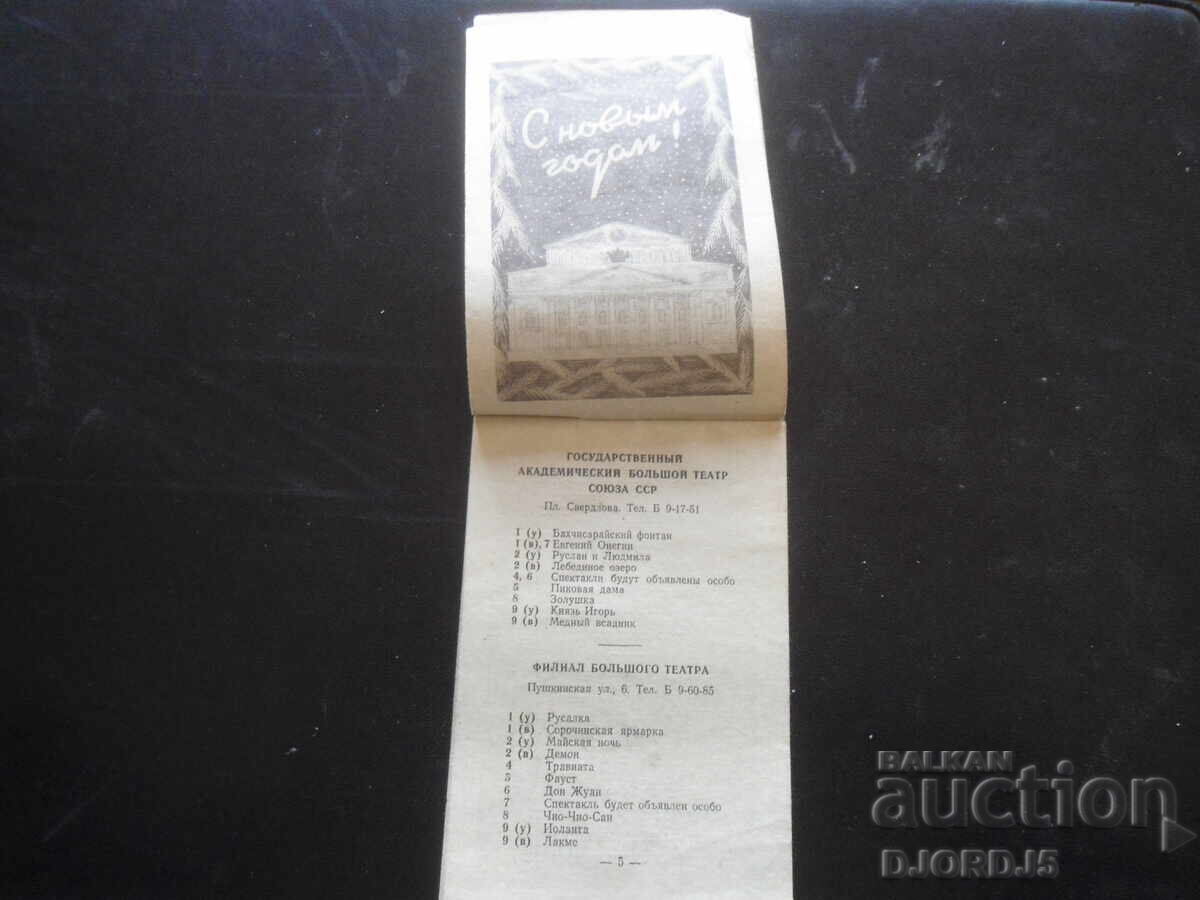 С новым
годом!
ГОСУДАРСТВЕННЫЙ
АКАДЕМИЧЕСКИЙ БОЛЬШОЙ ТЕАТР
СОЮЗА ССР
Пл. Свердлова. Тел. Б 9-17-51
1 (у) Бахчисарайский фонтан
1 (в), 7 Евгений Онегин
2 (у) Руслан и Людмила
2 (в) Лебединое озеро
4, 6 Спектакли будут объявлены особо
5 Пиковая дама
8 Золушка
9 (у) Князь Игорь
9 (в) Медный всадник
ФИЛИАЛ БОЛЬШОГО ТЕАТРА
Пушкинская ул., 6. Тел. Б 9-60-85
1 (у) Русалка
1 (в) Сорочинская ярмарка
2 (у) Майская ночь
2 (в) Демон
4 Травиата
5 Фауст
6 Дон Жуан
7 Спектакль будет объявлен особо
8 Чио-Чио-Сан
9 (у) Иоланта
9 (в) Лакме
— 5 —
BALKAN
auction
DJORD_J5